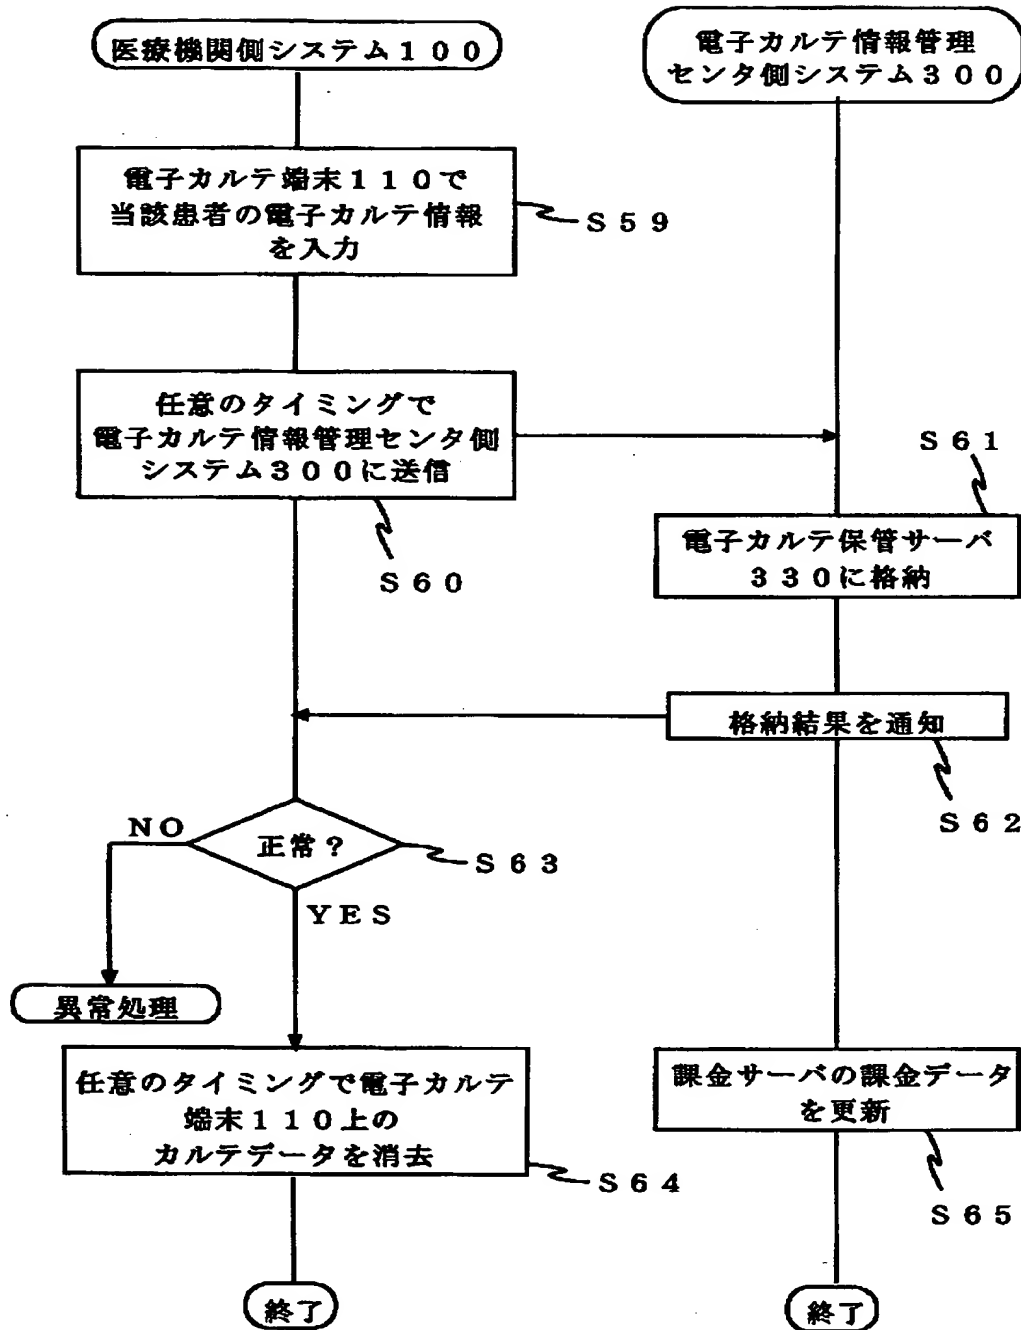 医療機関側システム100
電子カルテ情報管理
センタ側システム300
電子カルテ端末110で
当該患者の電子カルテ情報
を入力
S59
任意のタイミングで
電子カルテ情報管理センタ側
システム300に送信
S60
S61
電子カルテ保管サーバ
330に格納
格納結果を通知
S62
NO
正常?
S63
YES
異常処理
任意のタイミングで電子カルテ
端末110上の
カルテデータを消去
S64
課金サーバの課金データ
を更新
S65
終了
終了